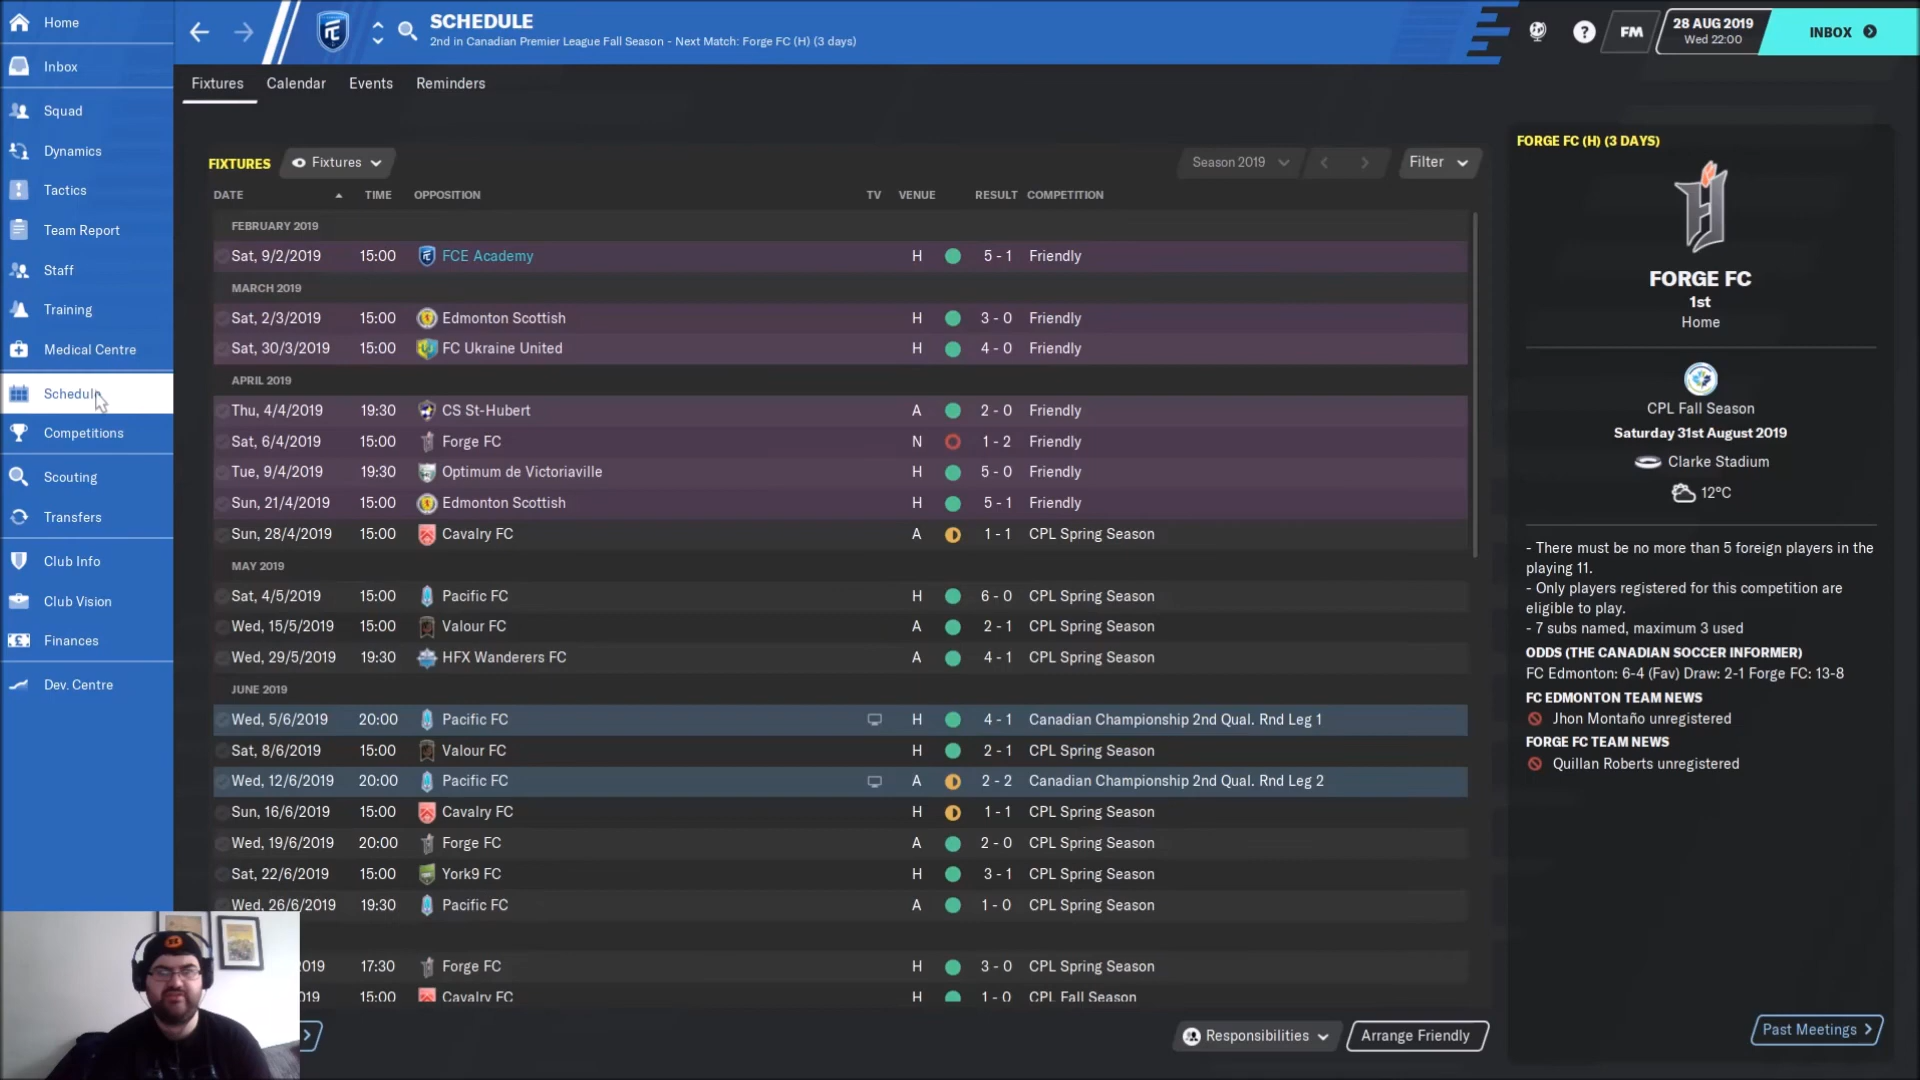 Home
Inbox
Squad
Dynamics
Tactics
Team Report
Staff
Training
Medical Centre
Schedule
Competitions
Scouting
Transfers
Club Info
Club Vision
Finances
Dev. Centre
SCHEDULE
2nd in Canadian Premier League Fall Season - Next Match: Forge FC (H) (3 days)
FM
28 AUG 2019
Wed 22:00
INBOX
Fixtures Calendar Events Reminders
FIXTURES Fixtures Season 2019 Filter
DATE TIME OPPOSITION TV VENUE RESULT COMPETITION
FEBRUARY 2019
Sat, 9/2/2019 15:00 FCE Academy H 5 - 1 Friendly
MARCH 2019
Sat, 2/3/2019 15:00 Edmonton Scottish H 3 - 0 Friendly
Sat, 30/3/2019 15:00 FC Ukraine United H 4 - 0 Friendly
APRIL 2019
Thu, 4/4/2019 19:30 CS St-Hubert A 2 - 0 Friendly
Sat, 6/4/2019 15:00 Forge FC N 1 - 2 Friendly
Tue, 9/4/2019 19:30 Optimum de Victoriaville H 5 - 0 Friendly
Sun, 21/4/2019 15:00 Edmonton Scottish H 5 - 1 Friendly
Sun, 28/4/2019 15:00 Cavalry FC A 1 - 1 CPL Spring Season
MAY 2019
Sat, 4/5/2019 15:00 Pacific FC H 6 - 0 CPL Spring Season
Wed, 15/5/2019 15:00 Valour FC A 2 - 1 CPL Spring Season
Wed, 29/5/2019 19:30 HFX Wanderers FC A 4 - 1 CPL Spring Season
JUNE 2019
Wed, 5/6/2019 20:00 Pacific FC H 4 - 1 Canadian Championship 2nd Qual. Rnd Leg 1
Sat, 8/6/2019 15:00 Valour FC H 2 - 1 CPL Spring Season
Wed, 12/6/2019 20:00 Pacific FC A 2 - 2 Canadian Championship 2nd Qual. Rnd Leg 2
Sun, 16/6/2019 15:00 Cavalry FC H 1 - 1 CPL Spring Season
Wed, 19/6/2019 20:00 Forge FC A 2 - 0 CPL Spring Season
Sat, 22/6/2019 15:00 York9 FC H 3 - 1 CPL Spring Season
Wed, 26/6/2019 19:30 Pacific FC A 1 - 0 CPL Spring Season
019 17:30 Forge FC H 3 - 0 CPL Spring Season
19 15:00 Cavalry FC H 1 - 0 CPL Fall Season
Responsibilities Arrange Friendly
FORGE FC (H) (3 DAYS)
FORGE FC
1st
Home
CPL Fall Season
Saturday 31st August 2019
Clarke Stadium
12°C
- There must be no more than 5 foreign players in the
playing 11.
- Only players registered for this competition are
eligible to play.
- 7 subs named, maximum 3 used
ODDS (THE CANADIAN SOCCER INFORMER)
FC Edmonton: 6-4 (Fav) Draw: 2-1 Forge FC: 13-8
FC EDMONTON TEAM NEWS
Jhon Montaño unregistered
FORGE FC TEAM NEWS
Quillan Roberts unregistered
Past Meetings